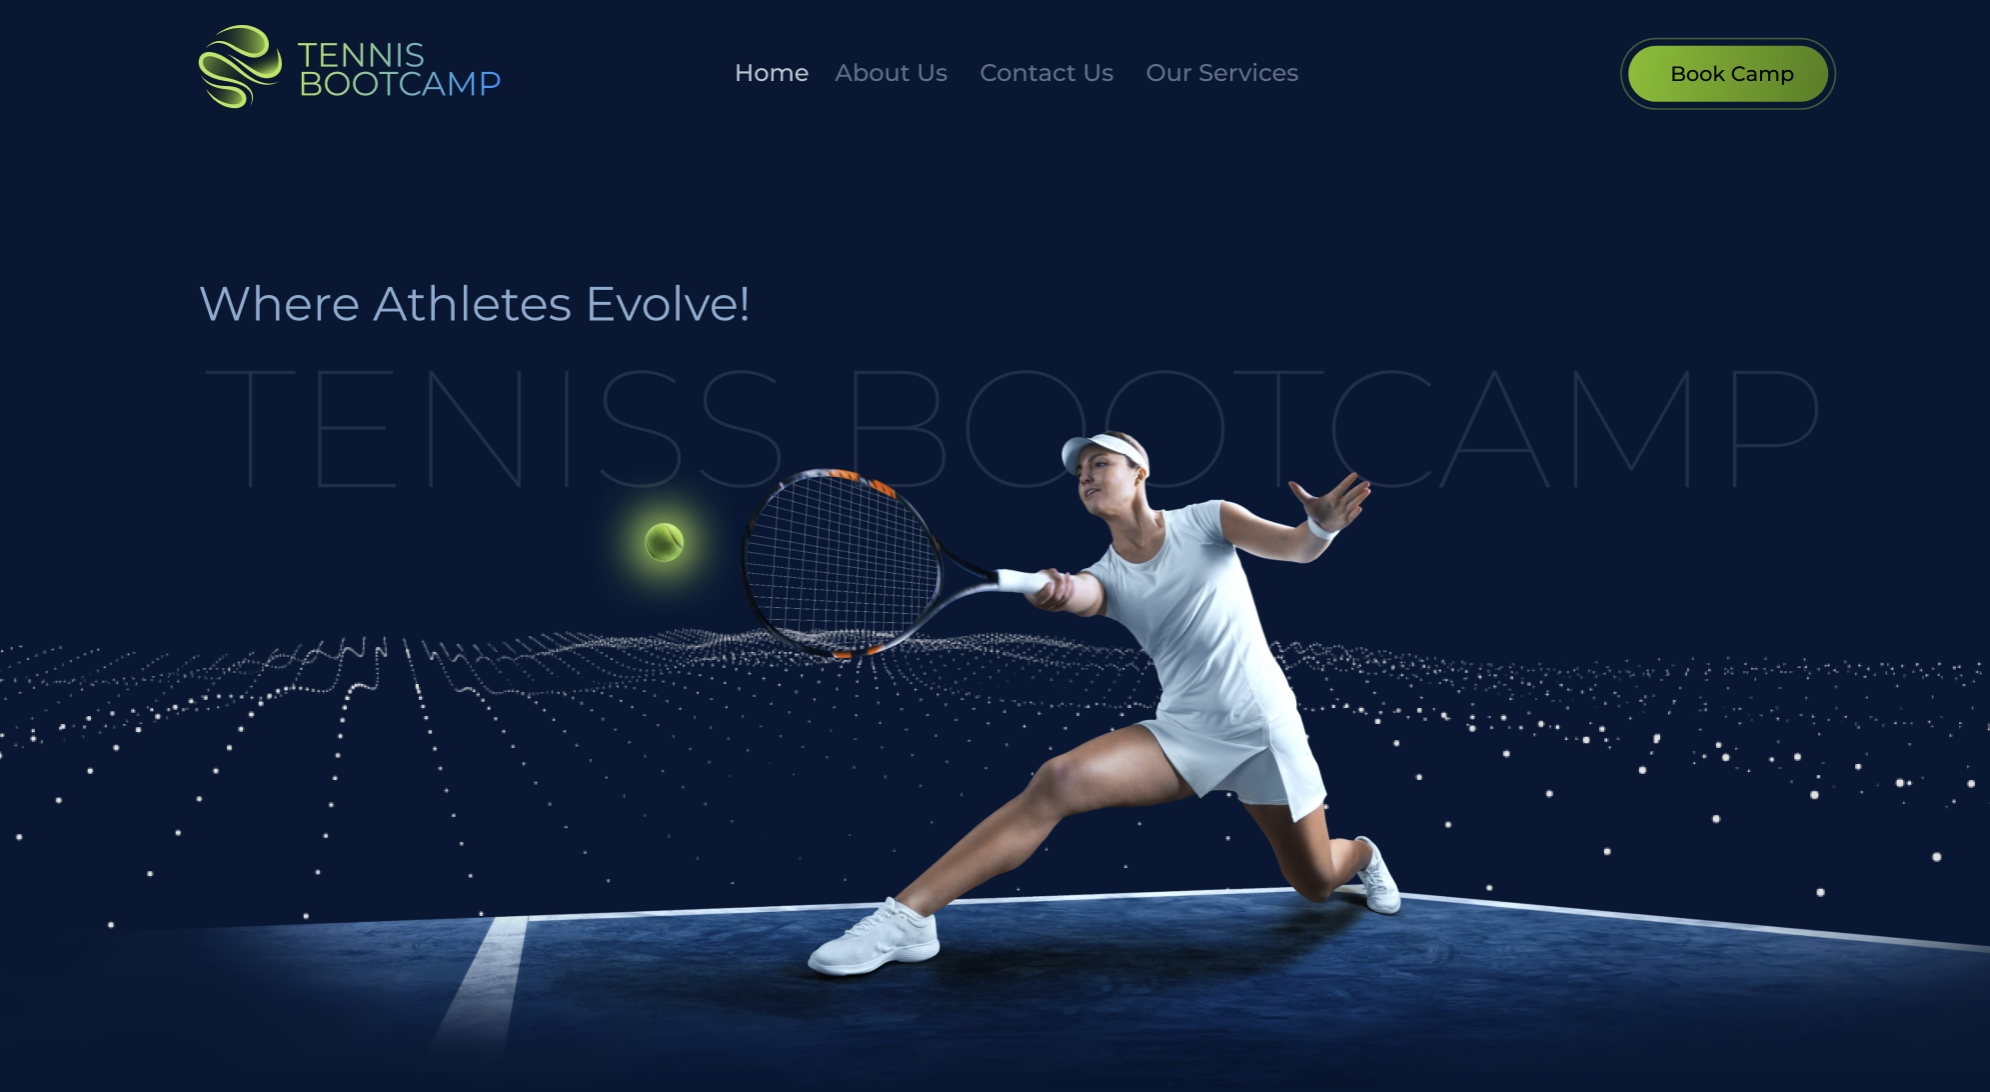 TENNIS
BOOTCAMP
Home About Us Contact Us Our Services
Book Camp
Where Athletes Evolve!
TENISS BOOTCAMP